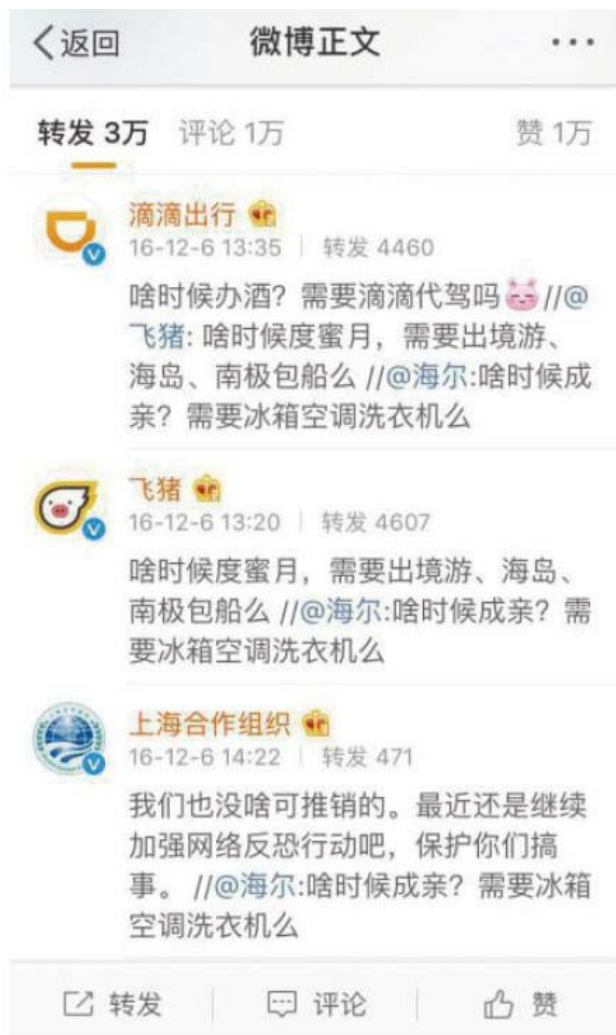 返回
微博正文
转发 3万 评论 1万 赞 1万
滴滴出行
16-12-6 13:35 | 转发 4460
啥时候办酒？需要滴滴代驾吗//@
飞猪: 啥时候度蜜月，需要出境游、
海岛、南极包船么 //@海尔:啥时候成
亲？需要冰箱空调洗衣机么
飞猪
16-12-6 13:20 | 转发 4607
啥时候度蜜月，需要出境游、海岛、
南极包船么 //@海尔:啥时候成亲？需
要冰箱空调洗衣机么
上海合作组织
16-12-6 14:22 | 转发 471
我们也没啥可推销的。最近还是继续
加强网络反恐行动吧，保护你们搞
事。 //@海尔:啥时候成亲？需要冰箱
空调洗衣机么
转发 评论 赞